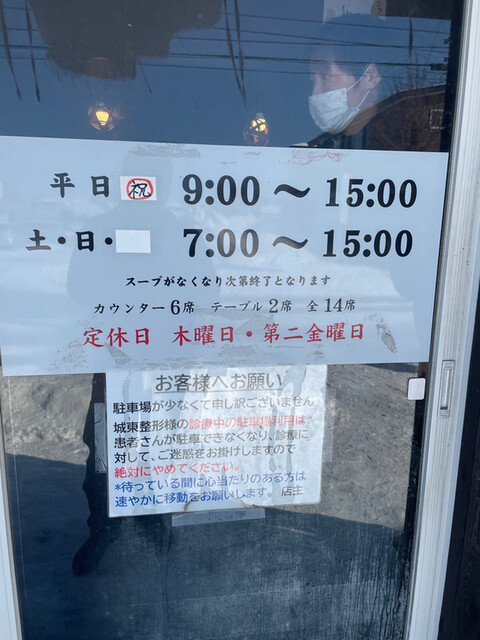 平日 ㊗ 9:00〜15:00
土・日・ 7:00〜15:00
スープがなくなり次第終了となります
カウンター6席 テーブル2席 全14席
定休日 木曜日・第二金曜日
お客様へお願い
駐車場が少なくて申し訳ございません
城東整形様の診療中の駐車場利用は、
患者さんが駐車できなくなり、診療に
対して、ご迷惑をお掛けしますので
絶対にやめてください。
*待っている間に心当たりのある方は
速やかに移動をお願いします。 店主